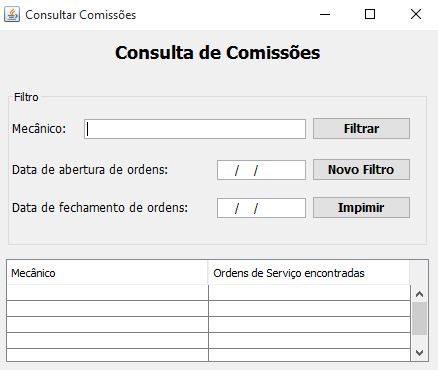 Consultar Comissões
Consulta de Comissões
Filtro
Mecânico:
Filtrar
Data de abertura de ordens:
/ /
Novo Filtro
Data de fechamento de ordens:
/ /
Impimir
Mecânico
Ordens de Serviço encontradas